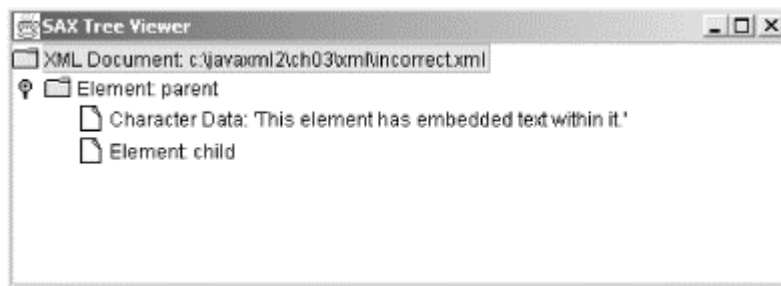 SAX Tree Viewer
XML Document: c:\javaxml2\ch03\xml\incorrect.xml
Element: parent
Character Data: 'This element has embedded text within it.'
Element: child